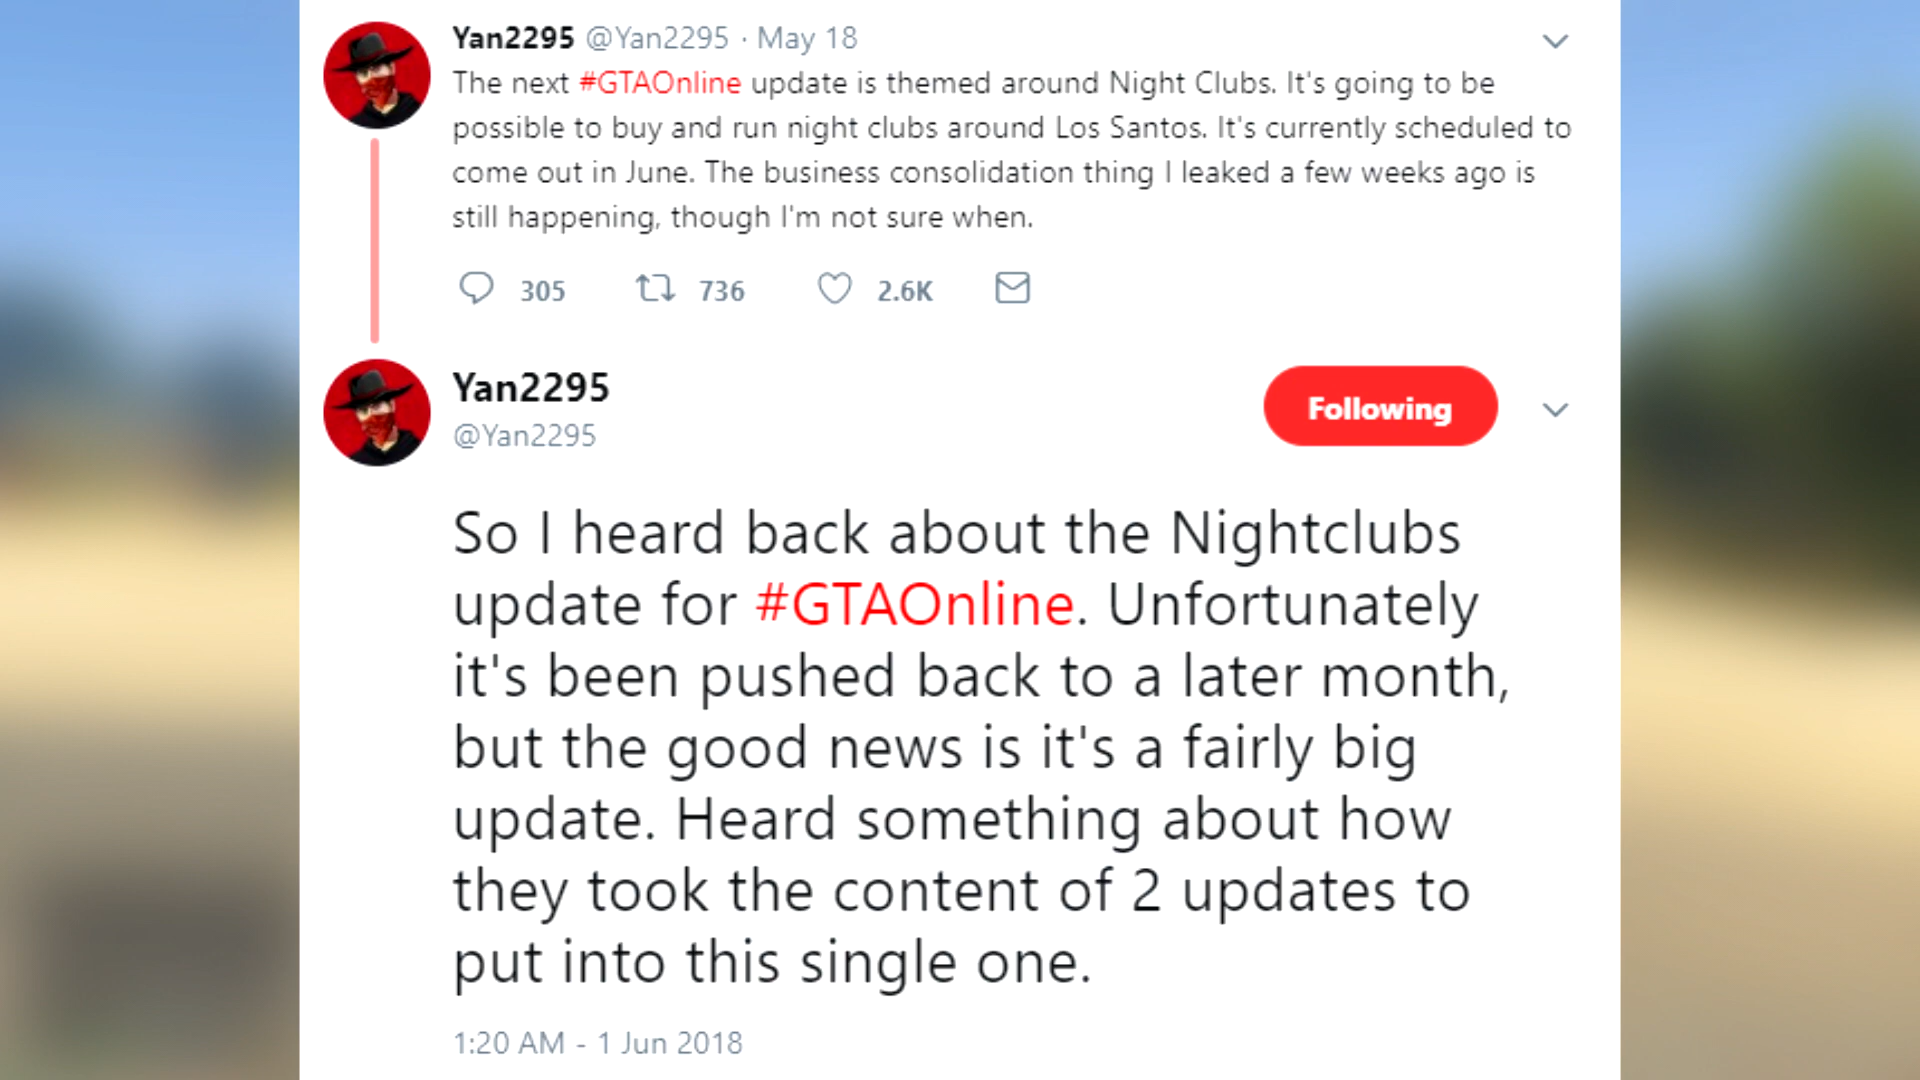 Yan2295 @Yan2295 · May 18
The next #GTAOnline update is themed around Night Clubs. It's going to be
possible to buy and run night clubs around Los Santos. It's currently scheduled to
come out in June. The business consolidation thing I leaked a few weeks ago is
still happening, though I'm not sure when.
305 736 2.6K
Yan2295
Following
@Yan2295
So I heard back about the Nightclubs
update for #GTAOnline. Unfortunately
it's been pushed back to a later month,
but the good news is it's a fairly big
update. Heard something about how
they took the content of 2 updates to
put into this single one.
1:20 AM - 1 Jun 2018